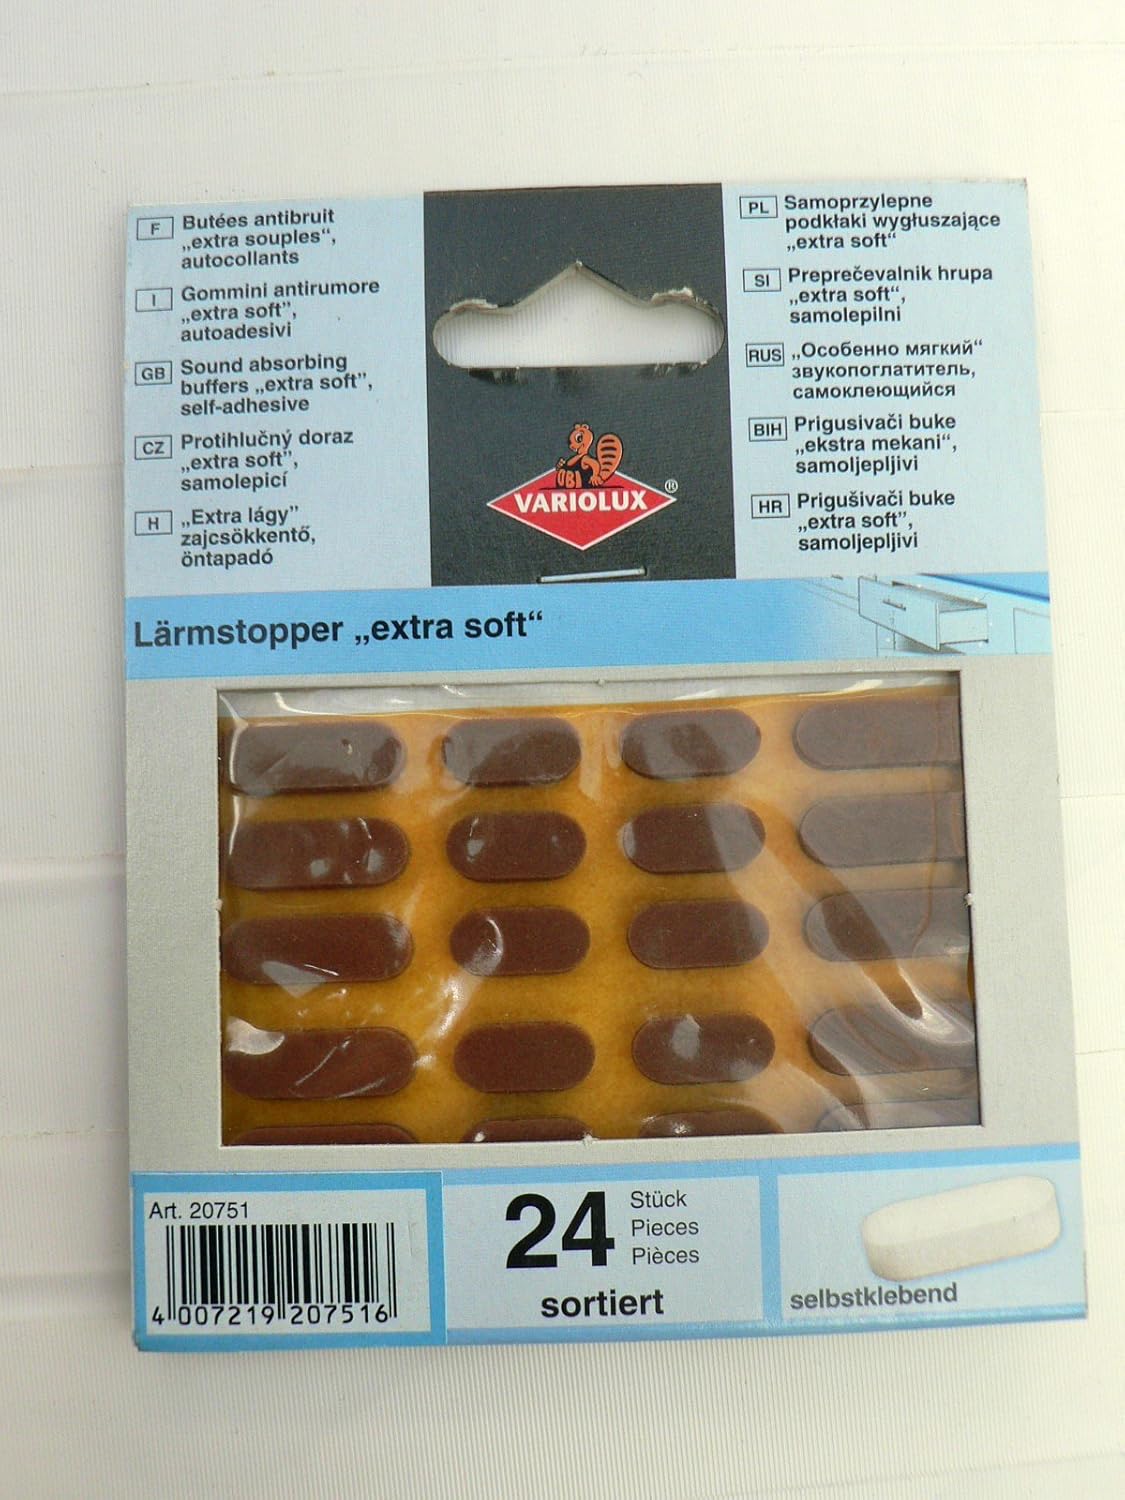 F
Butées antibruit
„extra souples“,
autocollants
I
Gommini antirumore
„extra soft”,
autoadesivi
GB
Sound absorbing
buffers „extra soft”,
self-adhesive
CZ
Protihlučný doraz
„extra soft”,
samolepicí
H
„Extra lágy”
zajcsökkentő,
öntapadó
OBI
VARIOLUX ®
PL
Samoprzylepne
podkłaki wygłuszające
„extra soft“
SI
Preprečevalnik hrupa
„extra soft“,
samolepilni
RUS
„Особенно мягкий“
звукопоглатитель,
самоклеющийся
BIH
Prigusivači buke
„ekstra mekani“,
samoljepljivi
HR
Prigušivači buke
„extra soft”,
samoljepljivi
Lärmstopper „extra soft“
Art. 20751
4 007219 207516
24
Stück
Pieces
Pièces
sortiert
selbstklebend